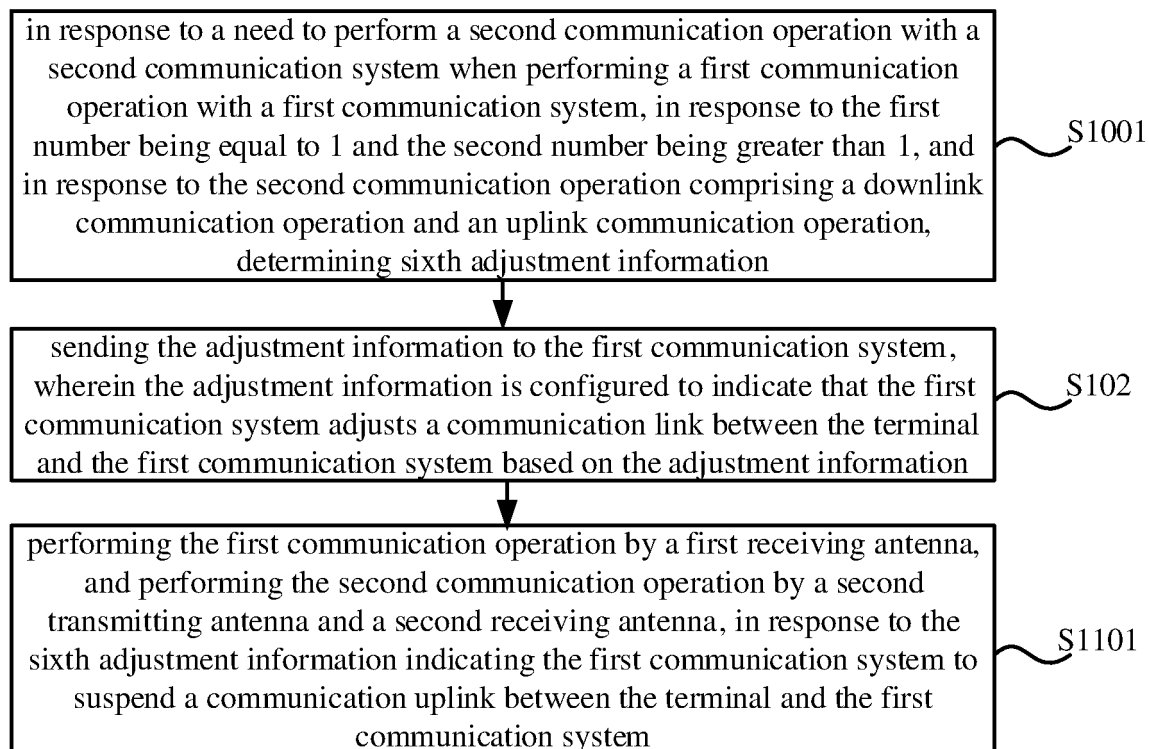 in response to a need to perform a second communication operation with a
second communication system when performing a first communication
operation with a first communication system, in response to the first
number being equal to 1 and the second number being greater than 1, and
in response to the second communication operation comprising a downlink
communication operation and an uplink communication operation,
determining sixth adjustment information
S1001
sending the adjustment information to the first communication system,
wherein the adjustment information is configured to indicate that the first
communication system adjusts a communication link between the terminal
and the first communication system based on the adjustment information
S102
performing the first communication operation by a first receiving antenna,
and performing the second communication operation by a second
transmitting antenna and a second receiving antenna, in response to the
sixth adjustment information indicating the first communication system to
suspend a communication uplink between the terminal and the first
communication system
S1101